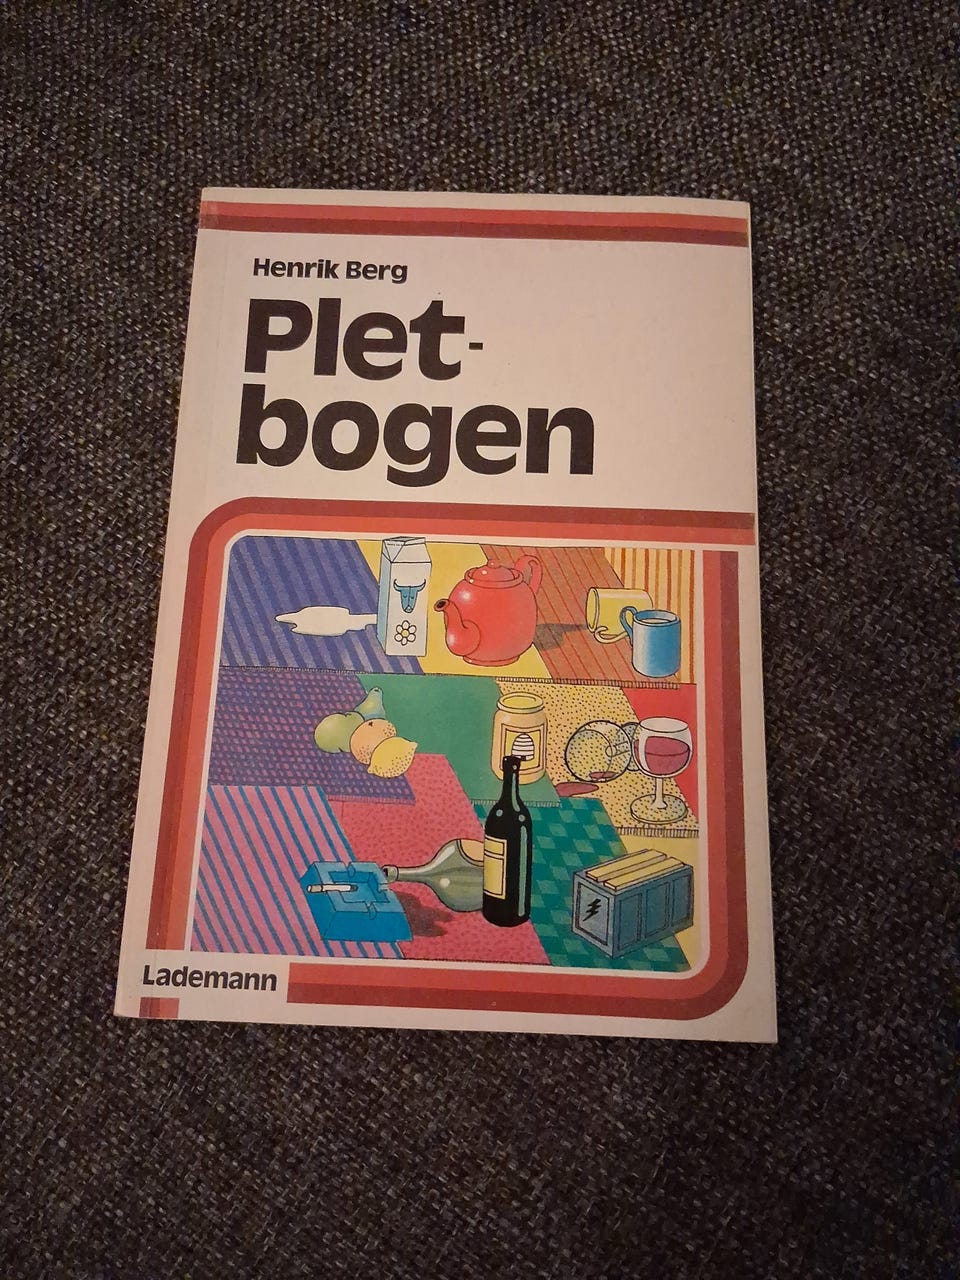 Henrik Berg
Plet-
bogen
Lademann